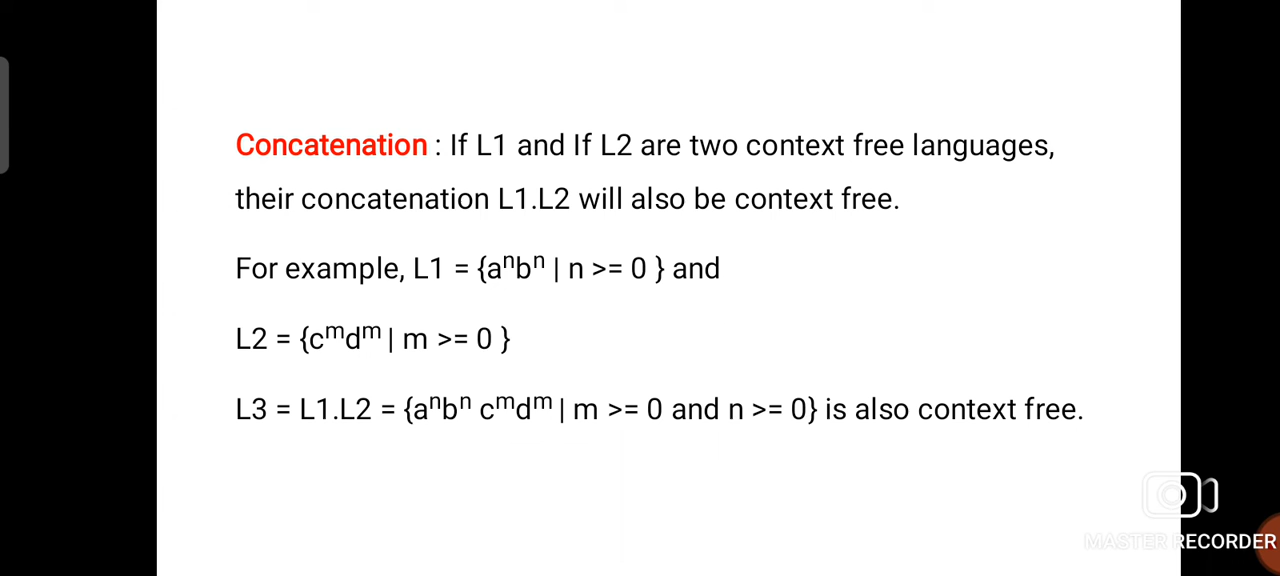 Concatenation : If L1 and If L2 are two context free languages,
their concatenation L1.L2 will also be context free.
For example, L1 = {aⁿbⁿ | n >= 0 } and
L2 = {cᵐdᵐ | m >= 0 }
L3 = L1.L2 = {aⁿbⁿ cᵐdᵐ | m >= 0 and n >= 0} is also context free.
MASTER RECORDER